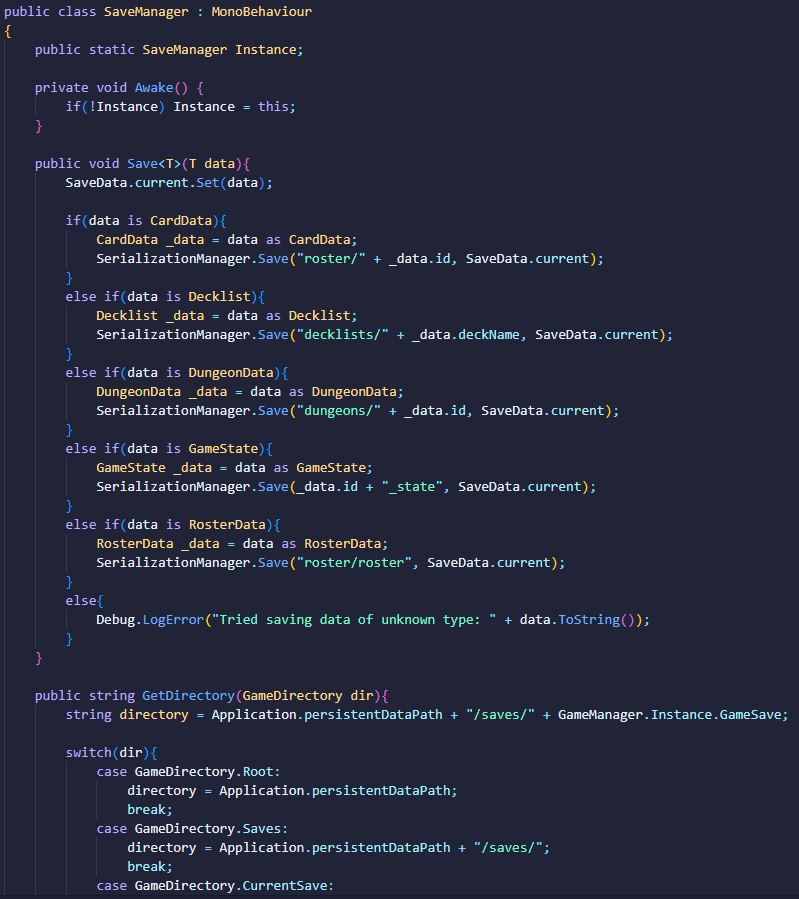 public class SaveManager : MonoBehaviour
{
    public static SaveManager Instance;

    private void Awake() {
        if(!Instance) Instance = this;
    }

    public void Save<T>(T data){
        SaveData.current.Set(data);

        if(data is CardData){
            CardData _data = data as CardData;
            SerializationManager.Save("roster/" + _data.id, SaveData.current);
        }
        else if(data is Decklist){
            Decklist _data = data as Decklist;
            SerializationManager.Save("decklists/" + _data.deckName, SaveData.current);
        }
        else if(data is DungeonData){
            DungeonData _data = data as DungeonData;
            SerializationManager.Save("dungeons/" + _data.id, SaveData.current);
        }
        else if(data is GameState){
            GameState _data = data as GameState;
            SerializationManager.Save(_data.id + "_state", SaveData.current);
        }
        else if(data is RosterData){
            RosterData _data = data as RosterData;
            SerializationManager.Save("roster/roster", SaveData.current);
        }
        else{
            Debug.LogError("Tried saving data of unknown type: " + data.ToString());
        }
    }

    public string GetDirectory(GameDirectory dir){
        string directory = Application.persistentDataPath + "/saves/" + GameManager.Instance.GameSave;

        switch(dir){
            case GameDirectory.Root:
                directory = Application.persistentDataPath;
                break;
            case GameDirectory.Saves:
                directory = Application.persistentDataPath + "/saves/";
                break;
            case GameDirectory.CurrentSave: